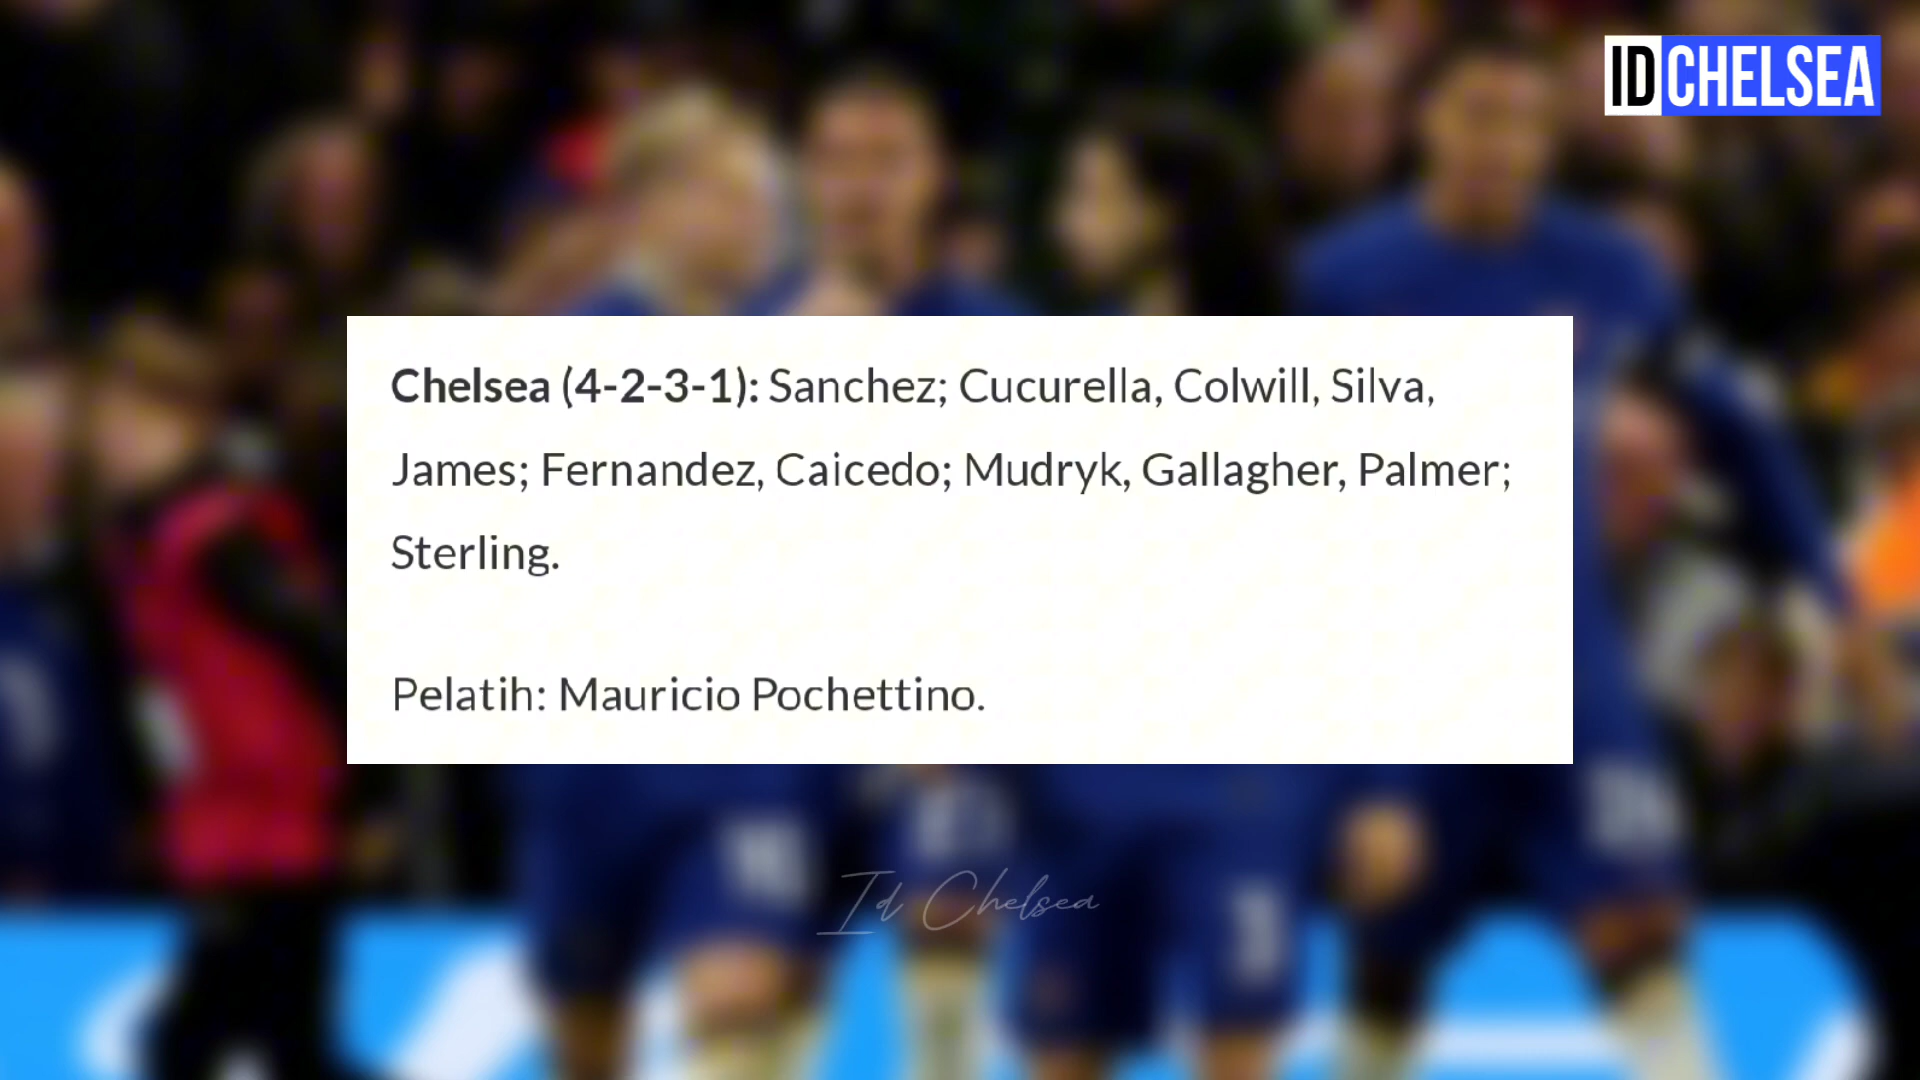 IDCHELSEA
Chelsea (4-2-3-1): Sanchez; Cucurella, Colwill, Silva,
James; Fernandez, Caicedo; Mudryk, Gallagher, Palmer;
Sterling.
Pelatih: Mauricio Pochettino.
Id Chelsea